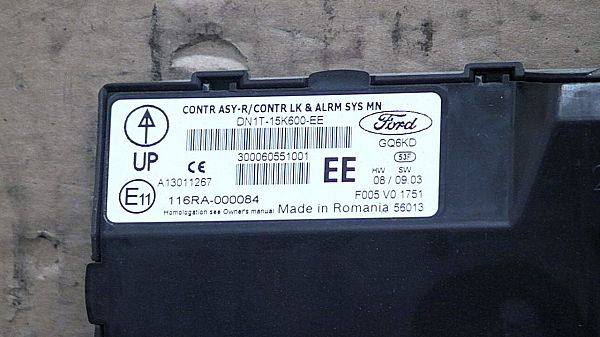 CONTR ASY-R/CONTR LK & ALRM SYS MN
DN1T-15K600-EE
Ford
GQ6KD
53F
UP
CE
300060551001
EE
HW SW
08 / 09.03
A13011267
E11
116RA-000084
F005 V0 1751
Homologation see Owner's manual Made in Romania 56013